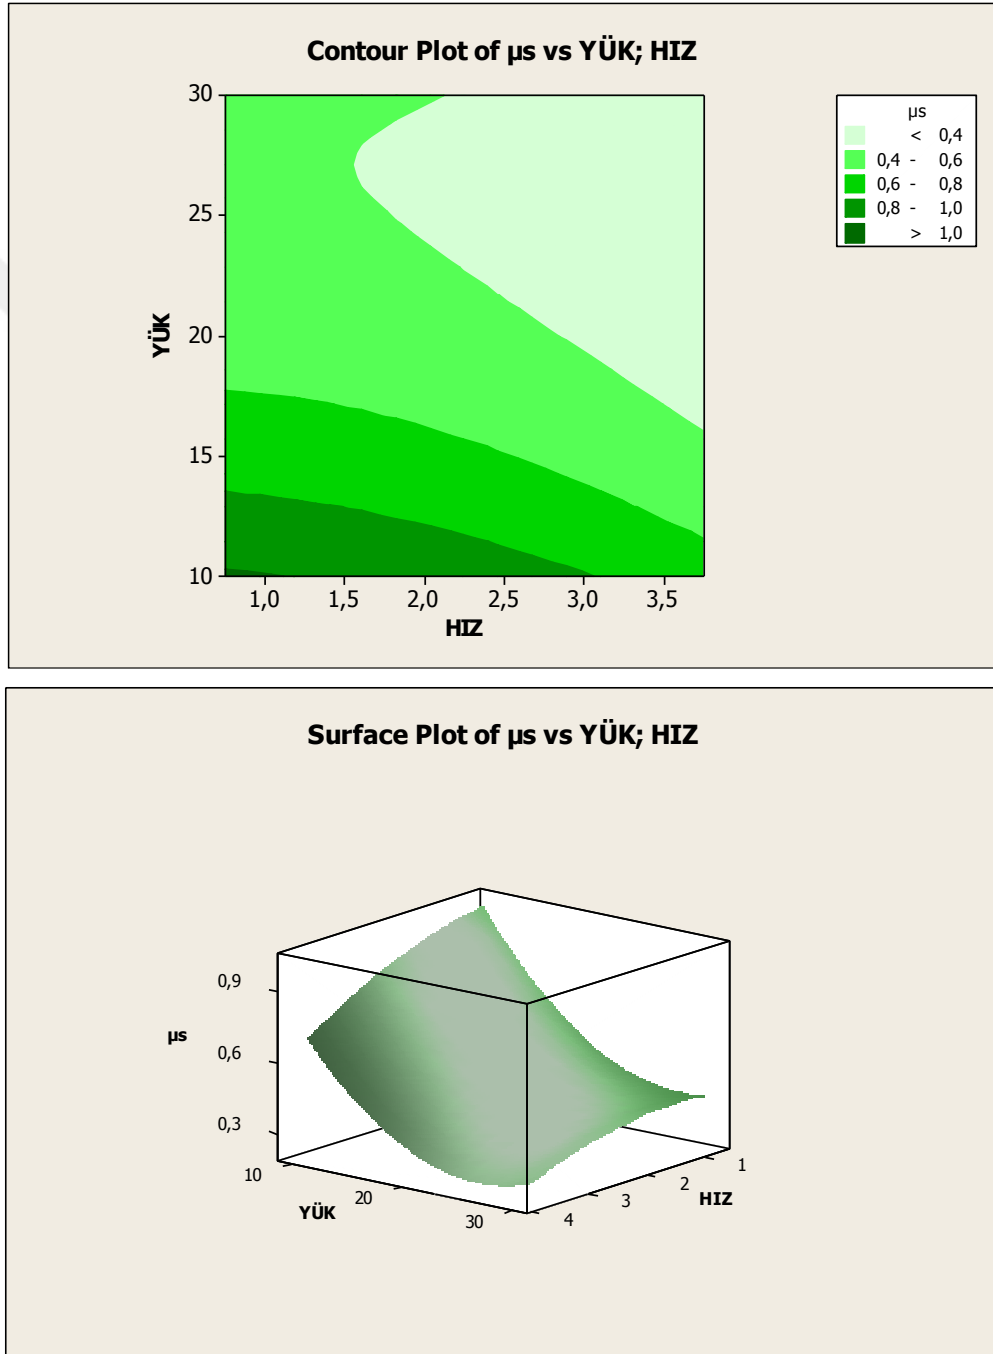 Contour Plot of µs vs YÜK; HIZ
30
25
20
15
10
YÜK
1,0 1,5 2,0 2,5 3,0 3,5
HIZ
µs
< 0,4
0,4 - 0,6
0,6 - 0,8
0,8 - 1,0
> 1,0
Surface Plot of µs vs YÜK; HIZ
0,9
0,6
0,3
µs
10
20
30
YÜK
4
3
2
1
HIZ